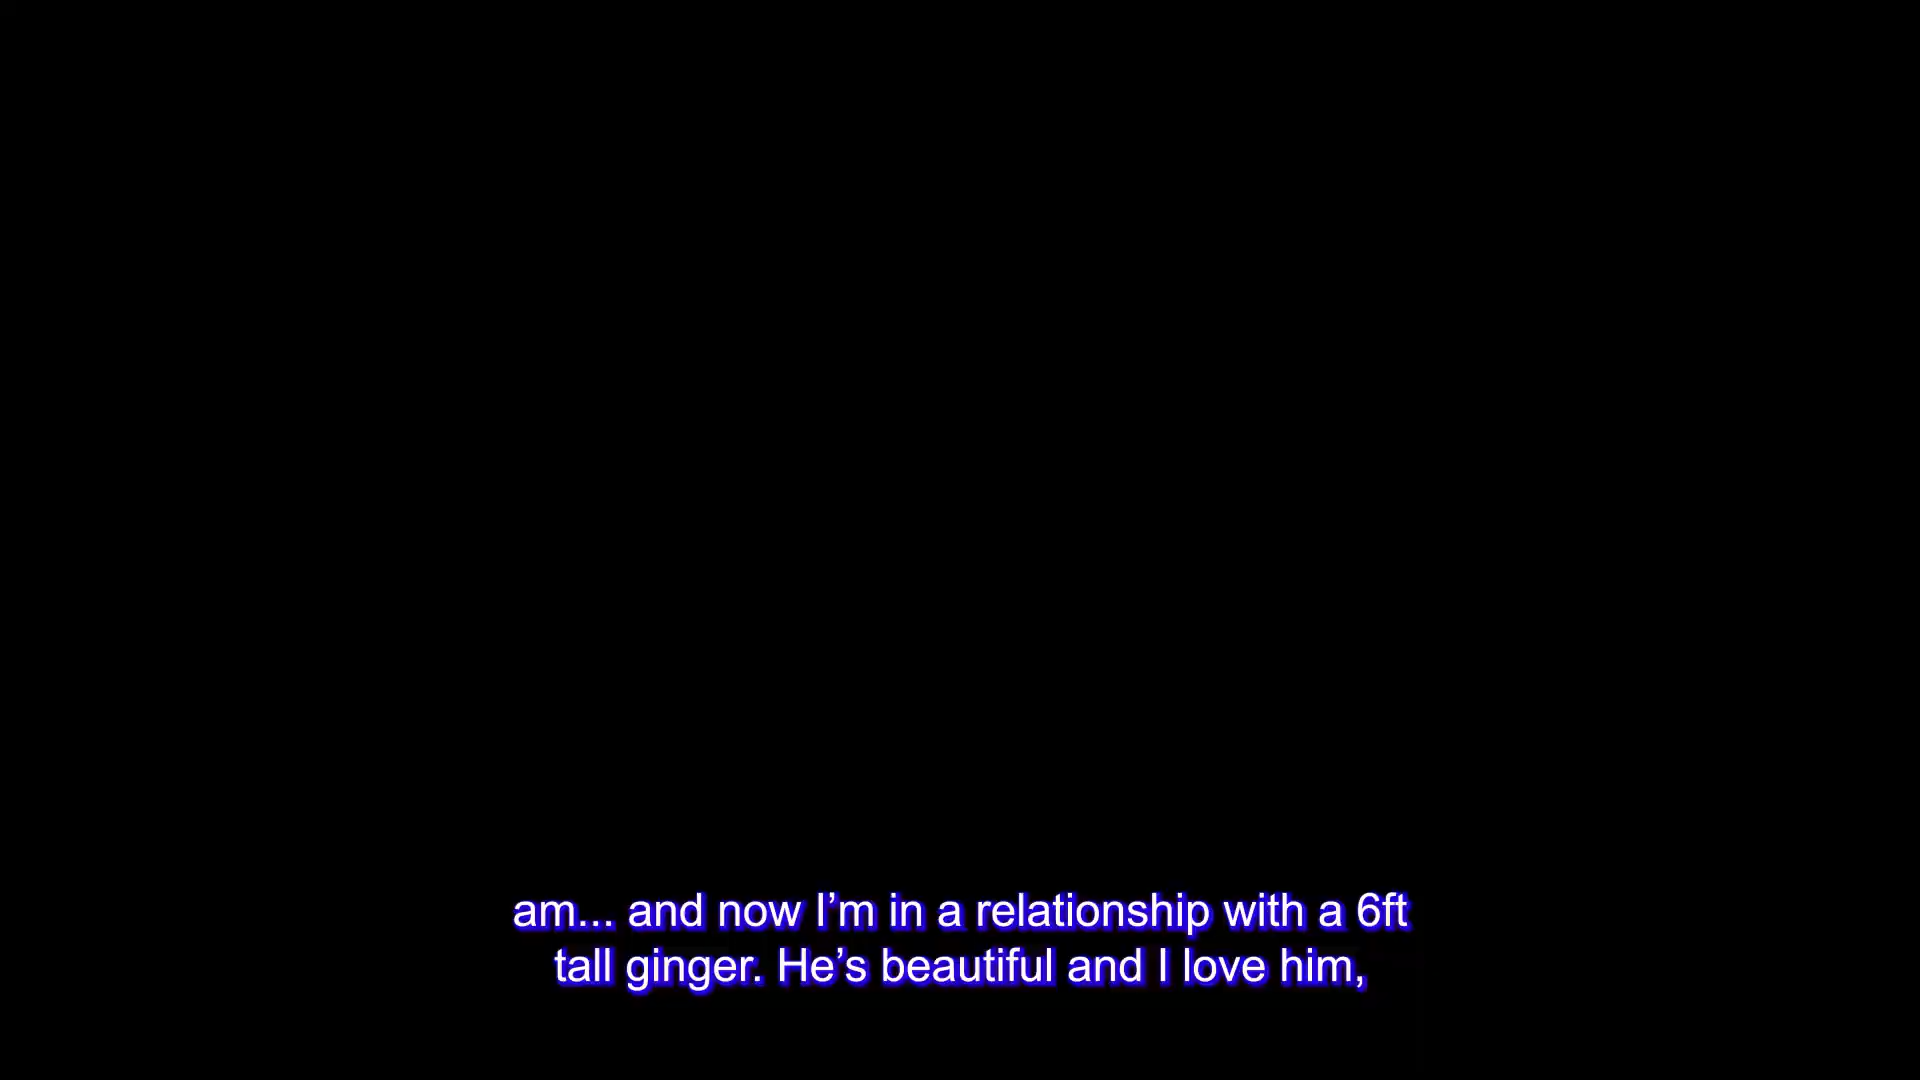 am... and now I’m in a relationship with a 6ft
tall ginger. He’s beautiful and I love him,